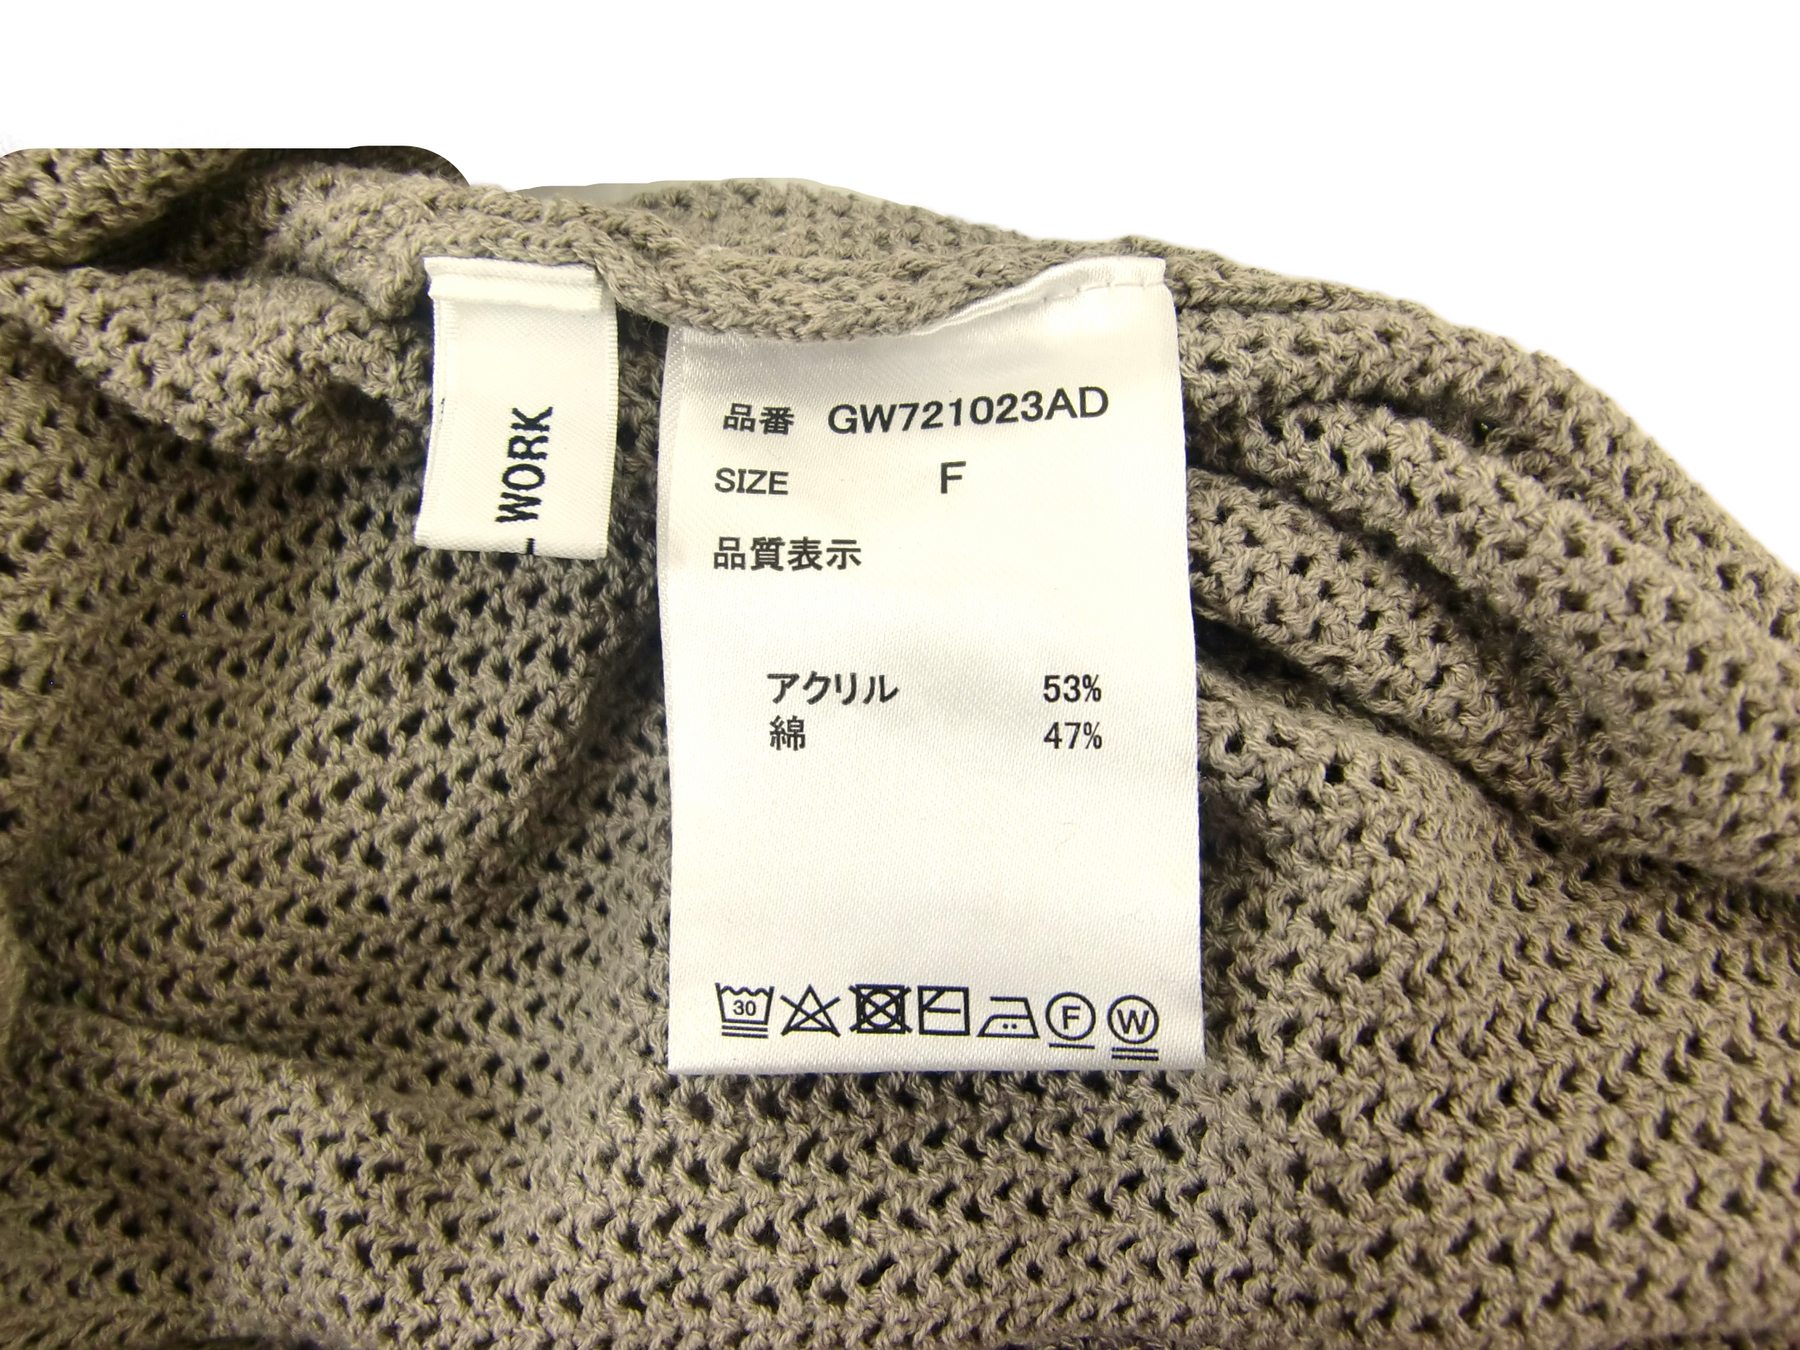 WORK
品番 GW721023AD
SIZE F
品質表示
アクリル 53%
綿 47%
30 F W